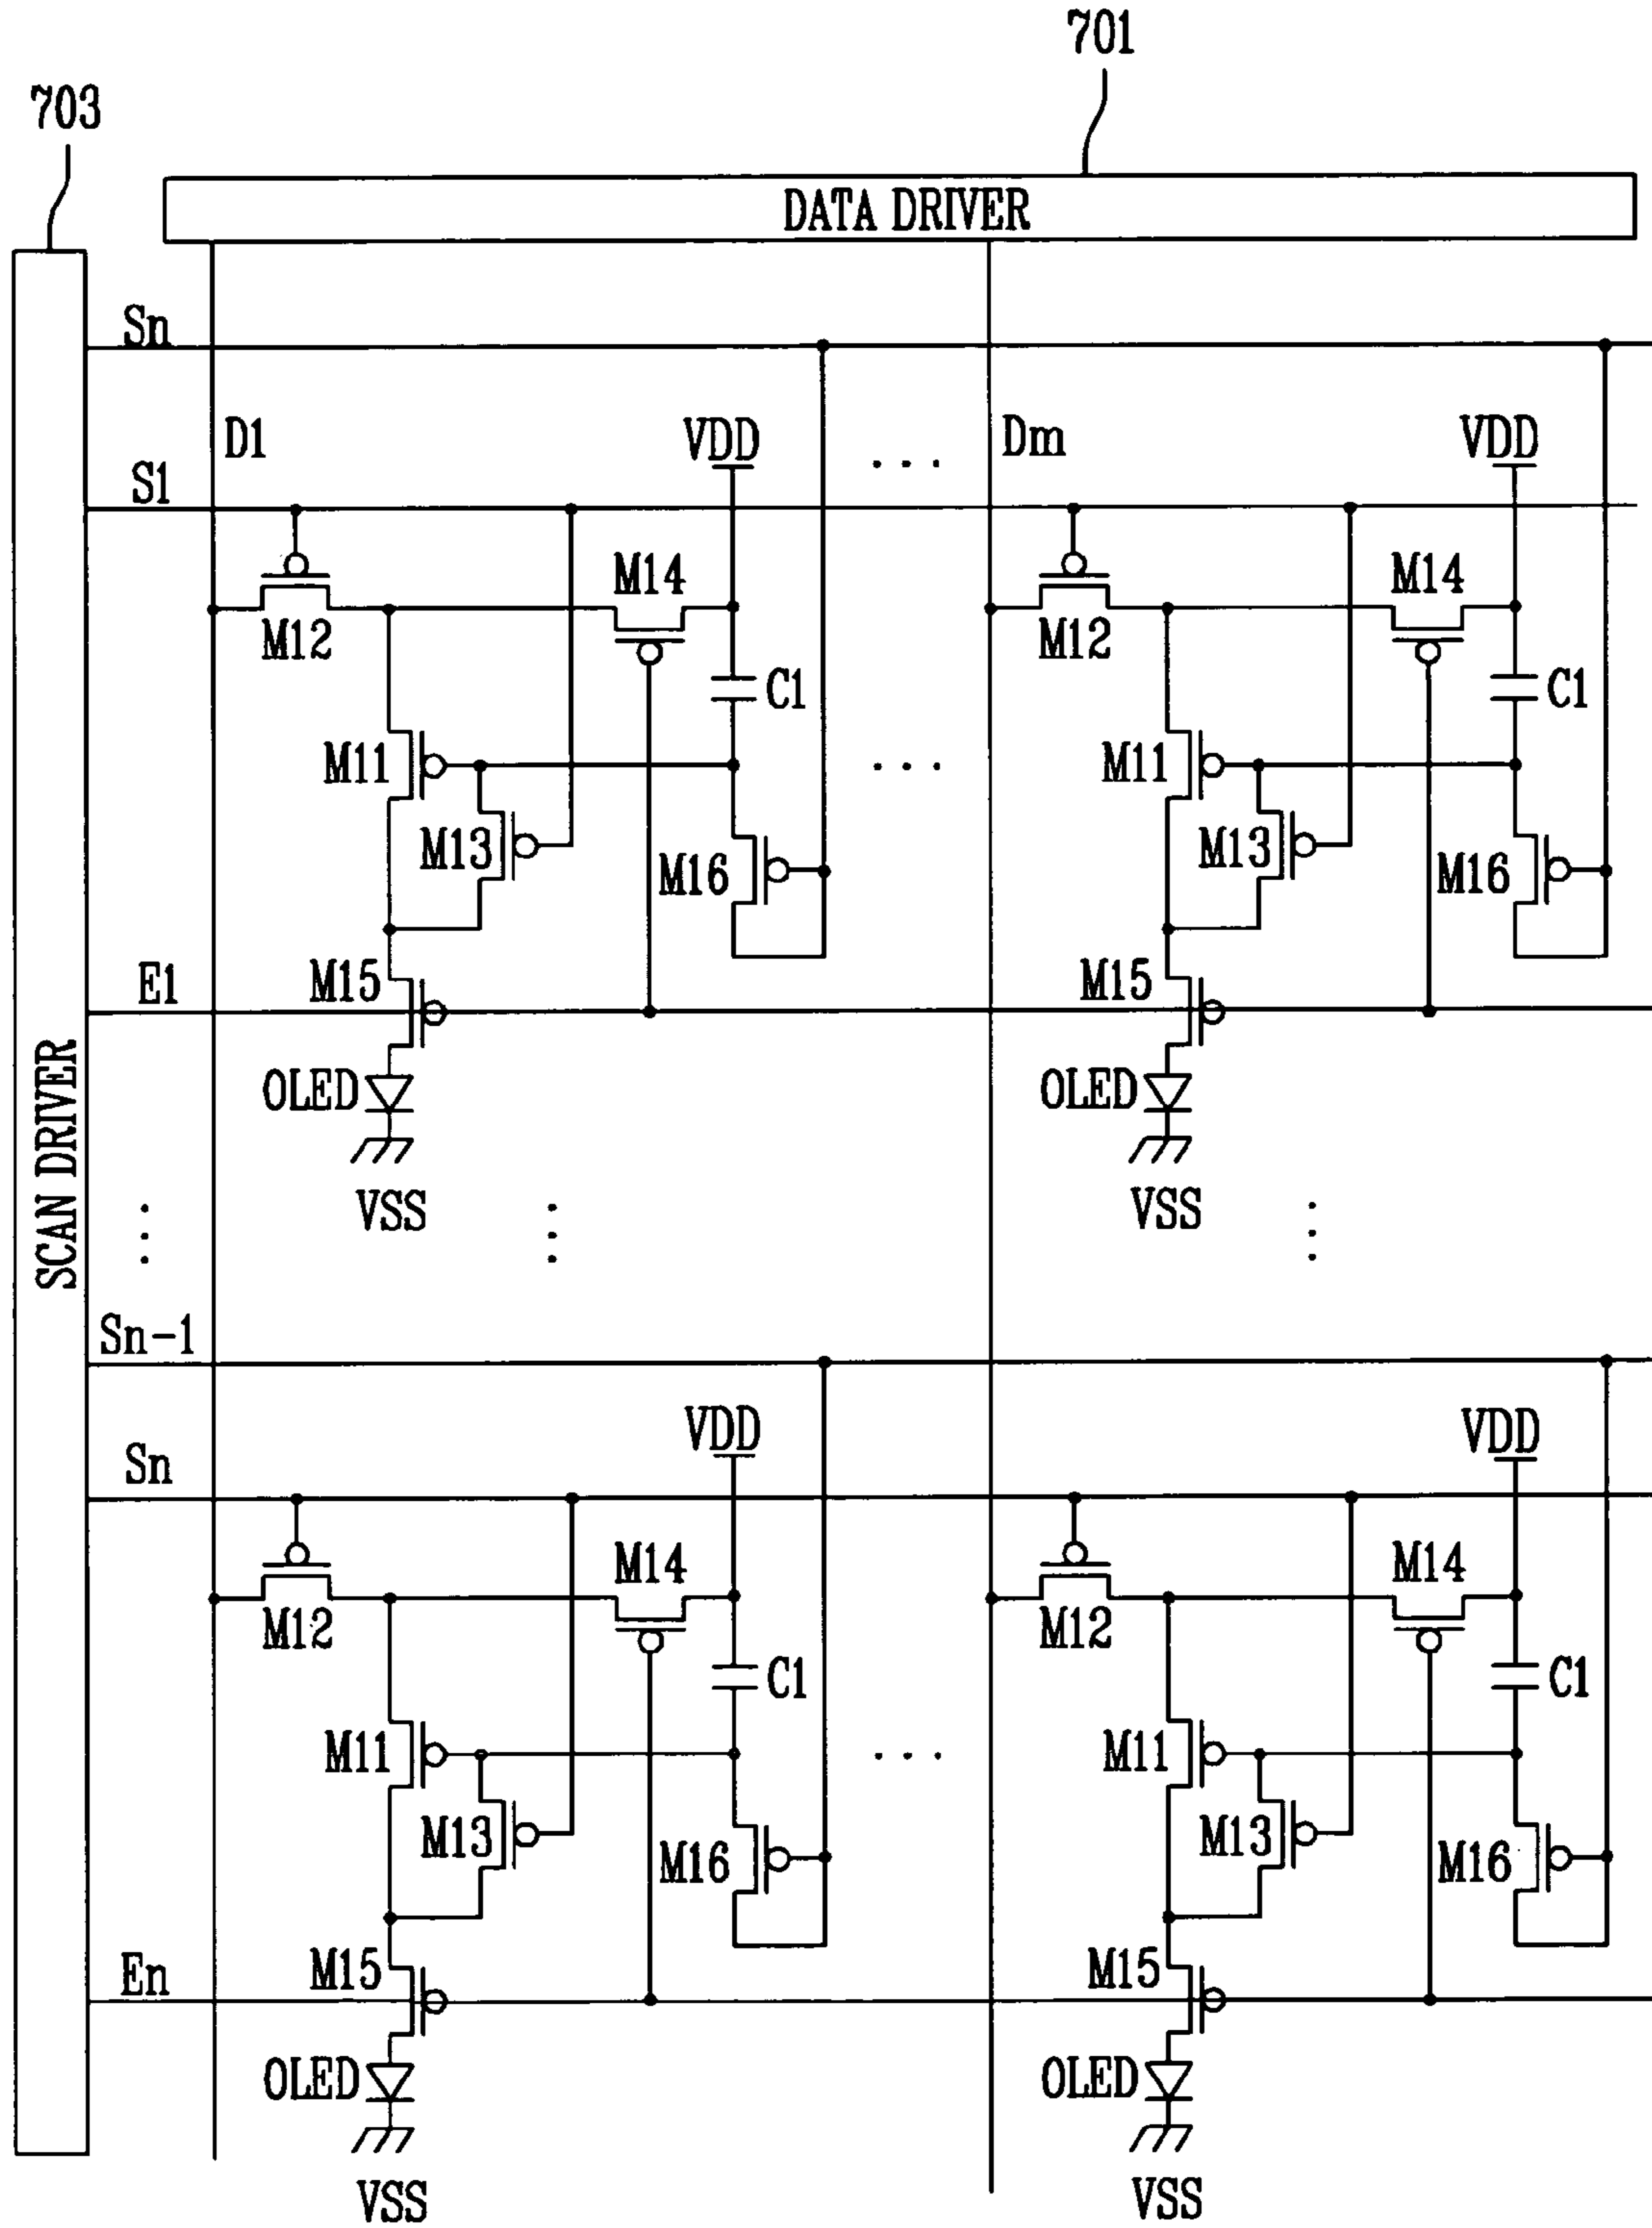 701
703
DATA DRIVER
SCAN DRIVER
Sn
D1
VDD
...
Dm
VDD
S1
M14
M14
M12
M12
C1
C1
M11
...
M11
M13
M16
M13
M16
E1
M15
M15
OLED
OLED
VSS
VSS
Sn-1
VDD
VDD
Sn
M14
M14
M12
M12
C1
C1
M11
...
M11
M13
M16
M13
M16
En
M15
M15
OLED
OLED
VSS
VSS